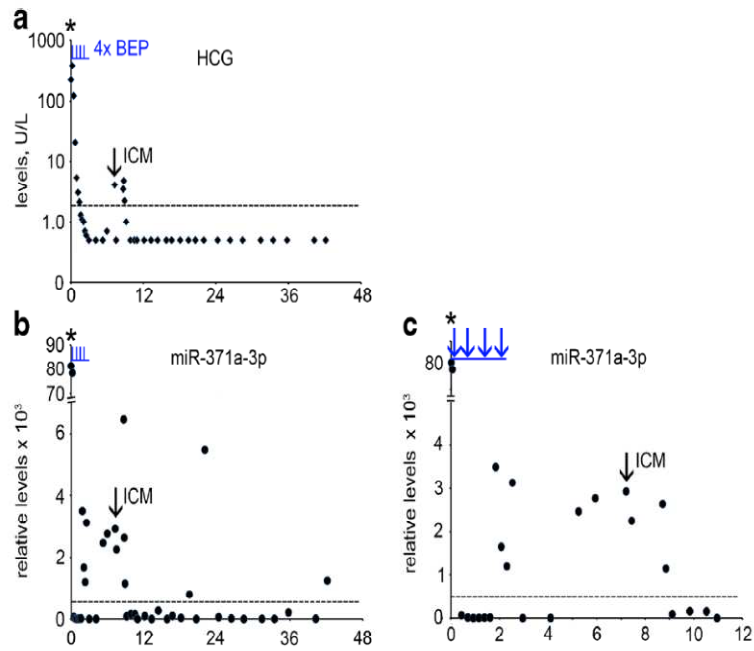 a
*
4x BEP
HCG
levels, U/L
1000
100
10
1.0
0
ICM
0 12 24 36 48
b
*
miR-371a-3p
relative levels x 10³
90
80
70
6
4
2
0
ICM
0 12 24 36 48
c
*
miR-371a-3p
relative levels x 10³
80
4
3
2
1
0
ICM
0 2 4 6 8 10 12